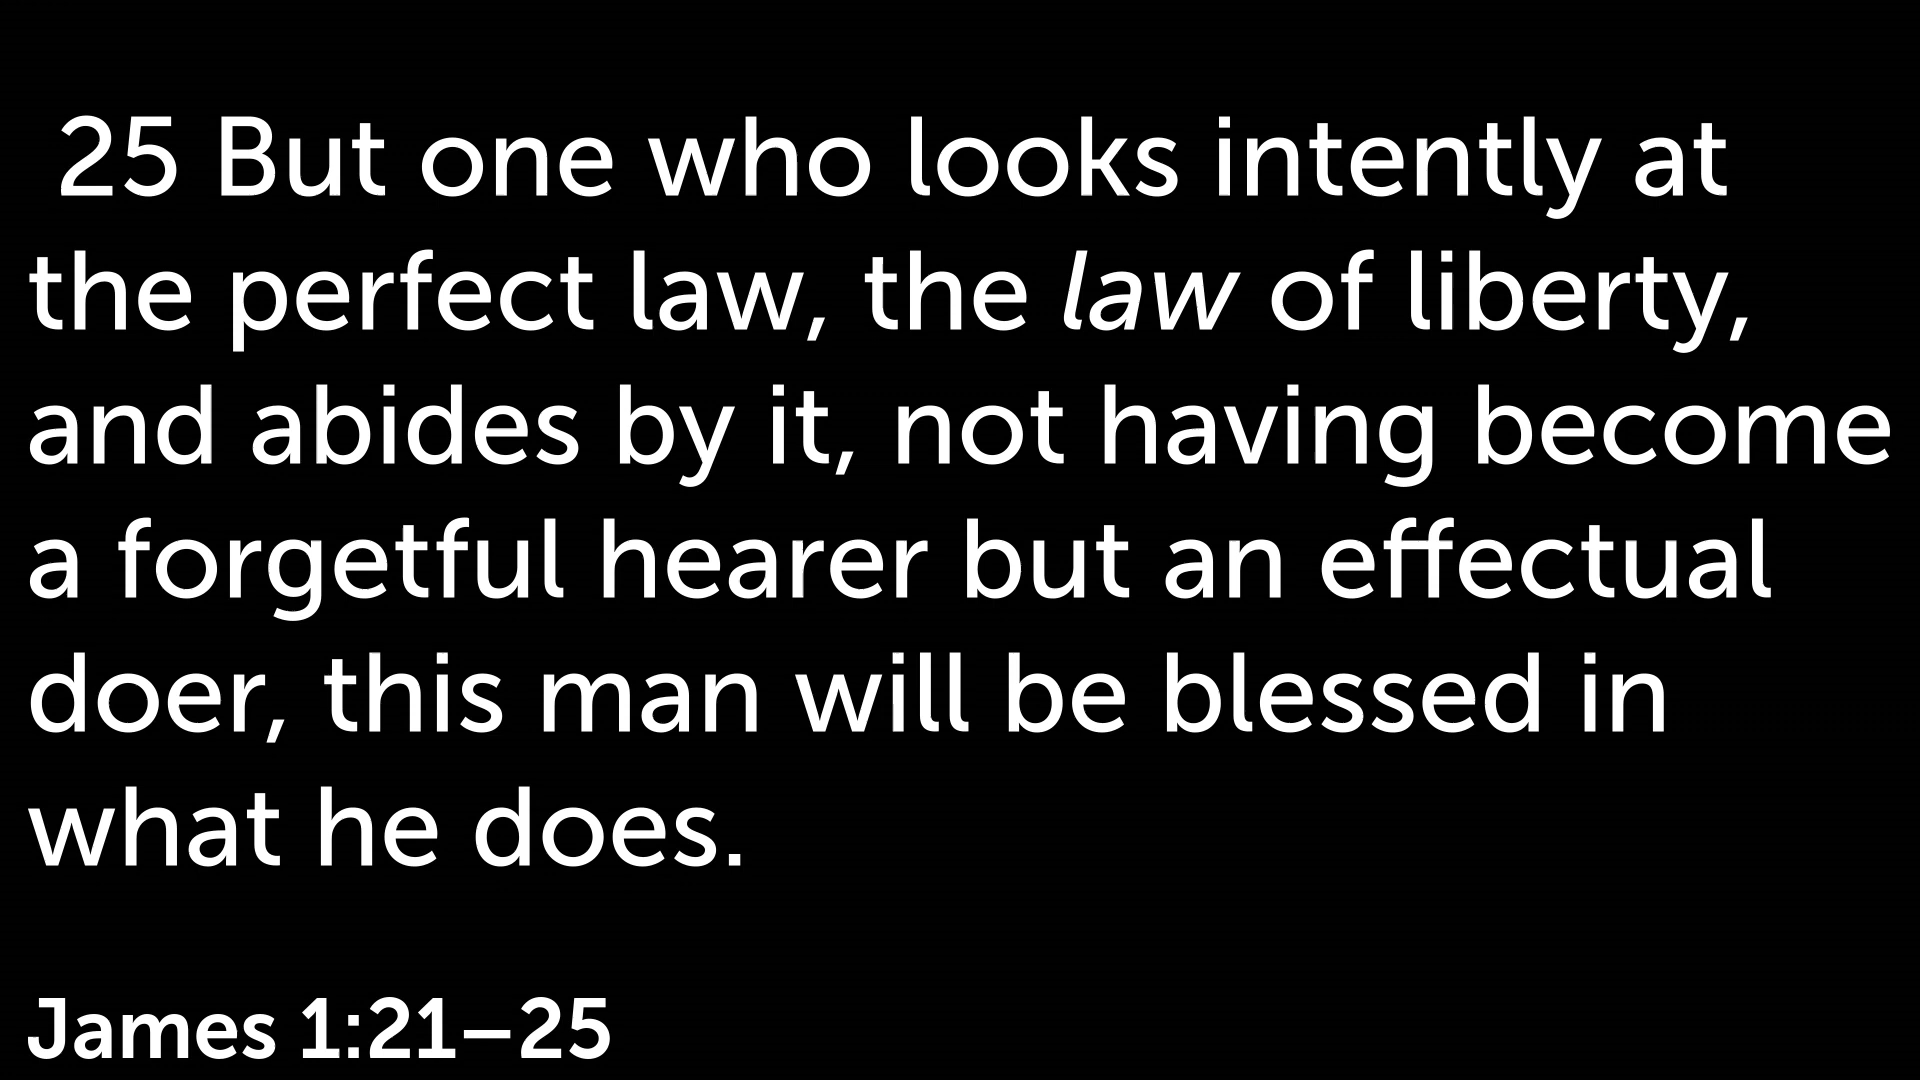 25 But one who looks intently at
the perfect law, the law of liberty,
and abides by it, not having become
a forgetful hearer but an effectual
doer, this man will be blessed in
what he does.
James 1:21–25